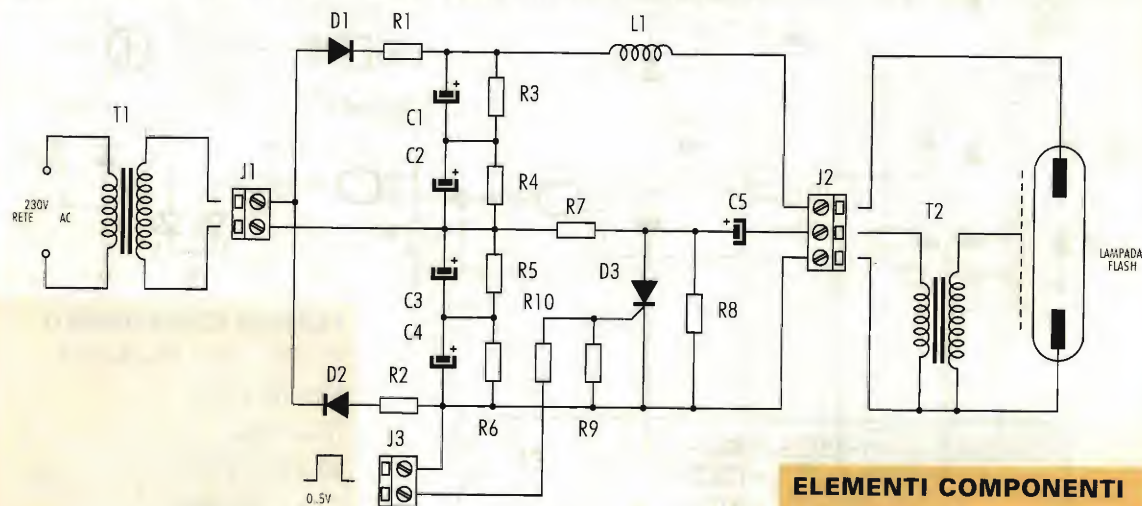 D1
R1
L1
T1
C1
R3
J1
C2
R4
230V
RETE AC
R7
C5
J2
T2
LAMPADA
FLASH
D3
R5
C3
R10
C4
R8
D2
R2
R6
R9
J3
0..5V
ELEMENTI COMPONENTI